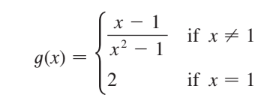 g(x) = { (x − 1)/(x² − 1) if x ≠ 1
2 if x = 1